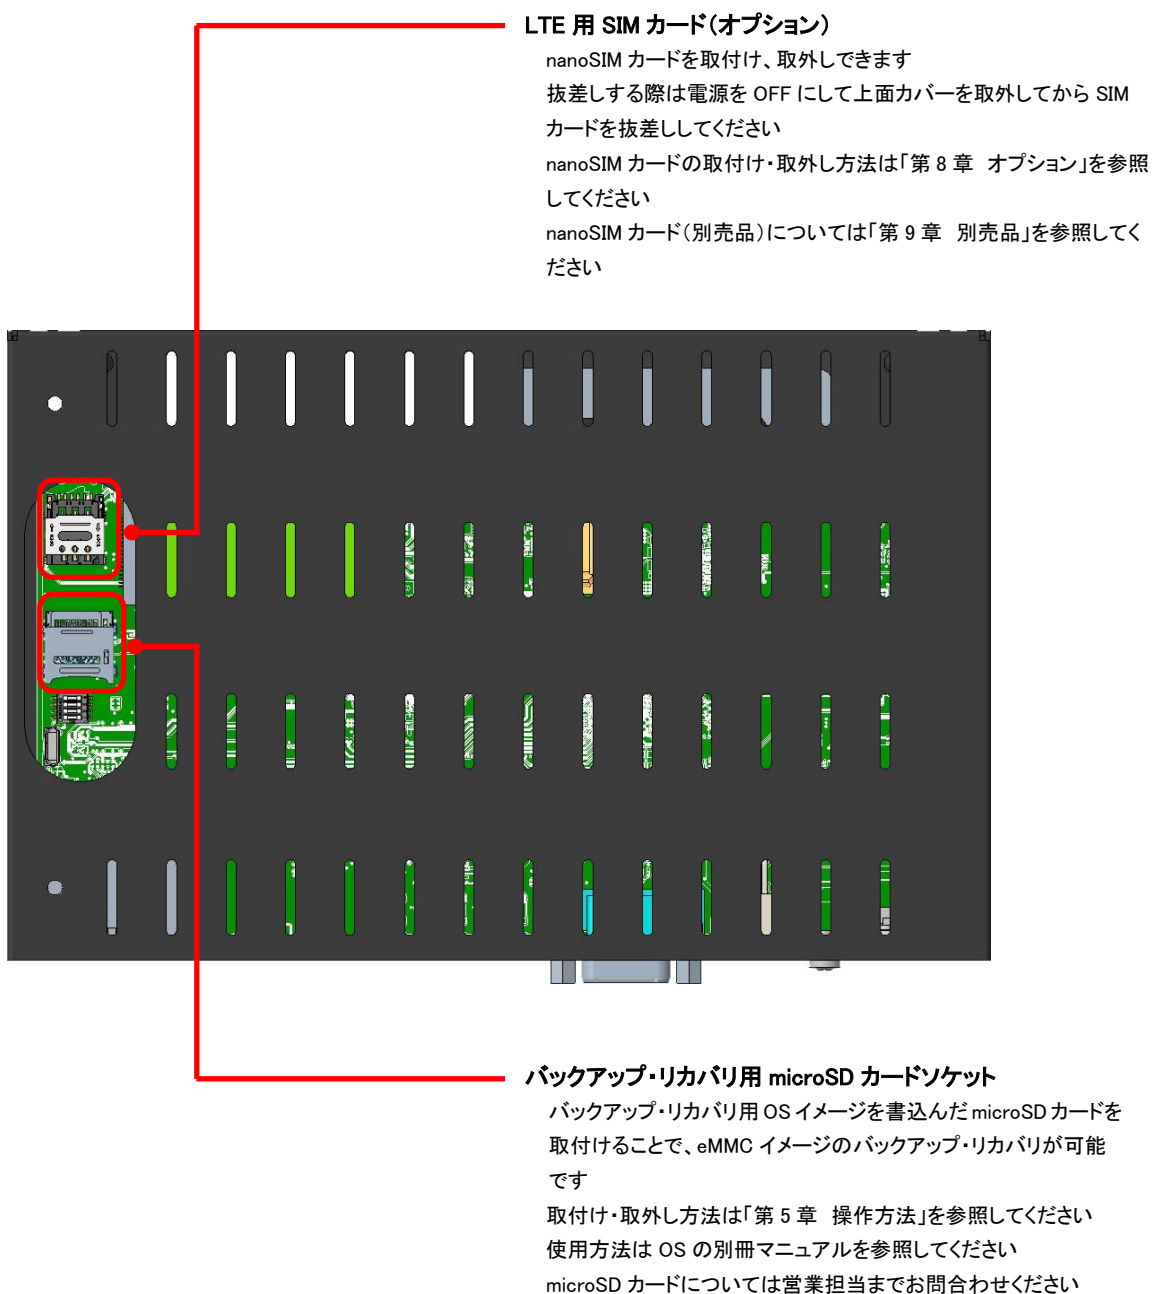 LTE 用 SIM カード（オプション）
nanoSIM カードを取付け、取外しできます
抜差しする際は電源を OFF にして上面カバーを取外してから SIM
カードを抜差ししてください
nanoSIM カードの取付け・取外し方法は「第 8 章　オプション」を参照
してください
nanoSIM カード（別売品）については「第 9 章　別売品」を参照してく
ださい
バックアップ・リカバリ用 microSD カードソケット
バックアップ・リカバリ用 OS イメージを書込んだ microSD カードを
取付けることで、eMMC イメージのバックアップ・リカバリが可能
です
取付け・取外し方法は「第 5 章　操作方法」を参照してください
使用方法は OS の別冊マニュアルを参照してください
microSD カードについては営業担当までお問合わせください